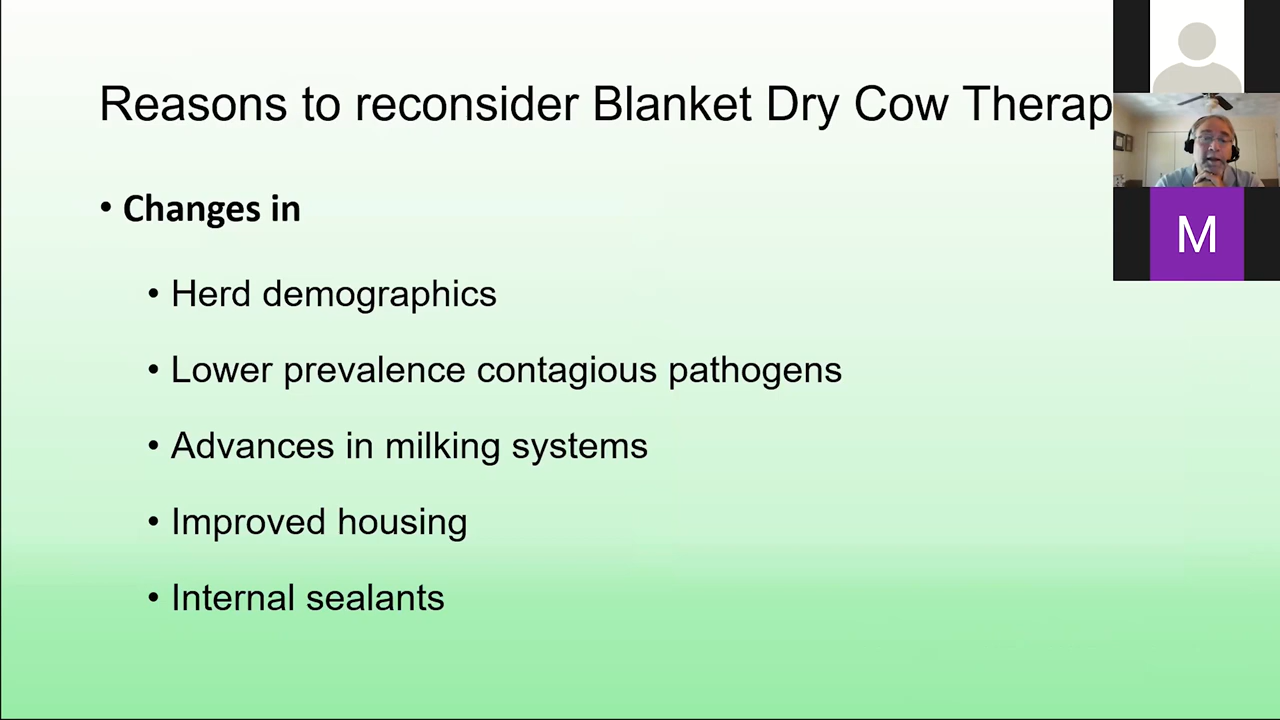 Reasons to reconsider Blanket Dry Cow Therap
• Changes in
• Herd demographics
• Lower prevalence contagious pathogens
• Advances in milking systems
• Improved housing
• Internal sealants
M